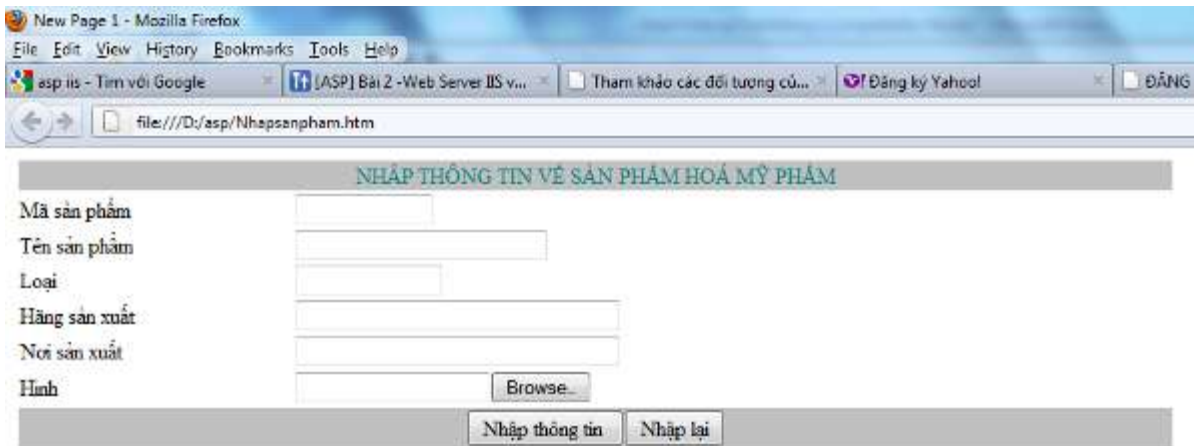 New Page 1 - Mozilla Firefox
File Edit View History Bookmarks Tools Help
asp iis - Tìm với Google [ASP] Bài 2 -Web Server IIS v... Tham khảo các đối tượng củ... Đăng ký Yahoo! ĐĂNG
file:///D:/asp/Nhapsanpham.htm
NHẬP THÔNG TIN VỀ SẢN PHẨM HOÁ MỸ PHẨM
Mã sản phẩm
Tên sản phẩm
Loại
Hãng sản xuất
Nơi sản xuất
Hình Browse...
Nhập thông tin Nhập lại